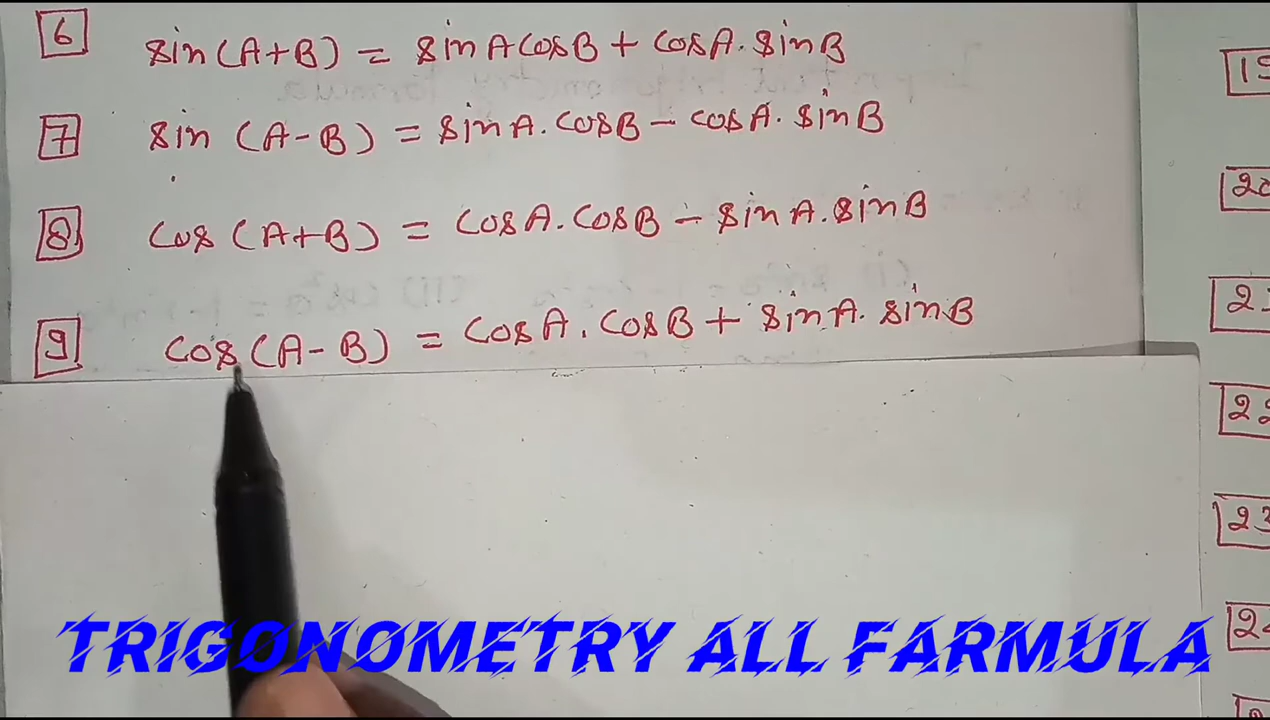 6 sin(A+B) = sinA cosB + cosA. sinB
7 sin (A-B) = sinA. cosB - cosA. sinB
8 cos (A+B) = cosA. cosB - sinA. sinB
9 cos (A-B) = cosA. cosB + sinA. sinB
22
TRIGONOMETRY ALL FARMULA